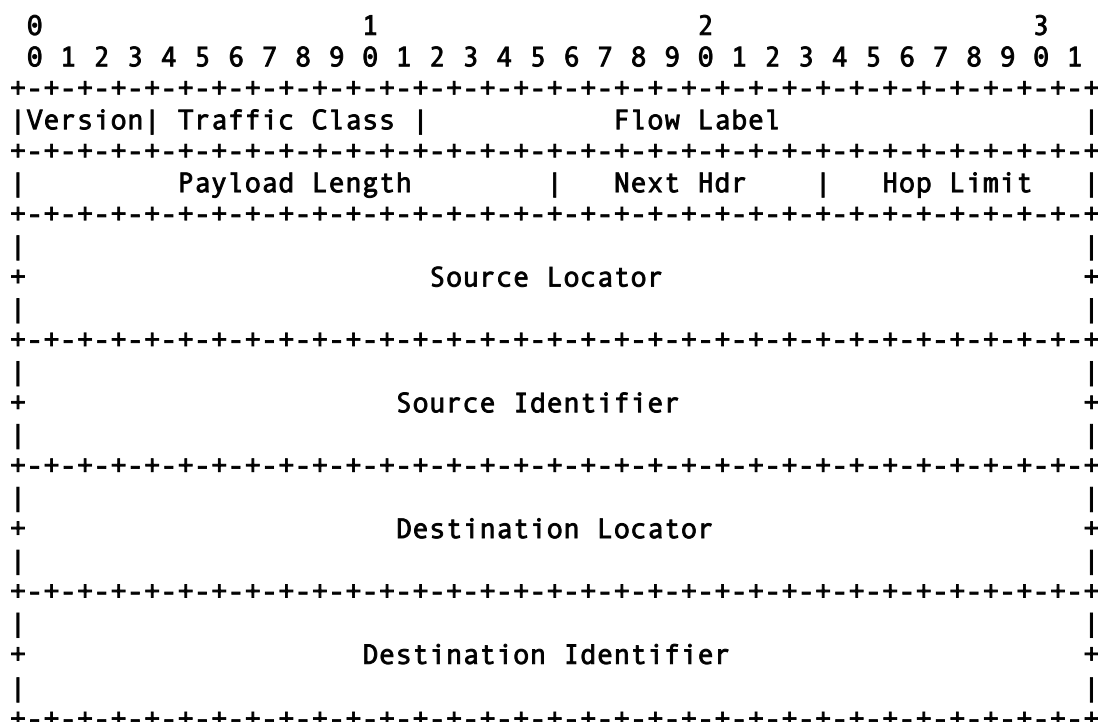 0                   1                   2                   3
 0 1 2 3 4 5 6 7 8 9 0 1 2 3 4 5 6 7 8 9 0 1 2 3 4 5 6 7 8 9 0 1
+-+-+-+-+-+-+-+-+-+-+-+-+-+-+-+-+-+-+-+-+-+-+-+-+-+-+-+-+-+-+-+-+
|Version| Traffic Class |           Flow Label                  |
+-+-+-+-+-+-+-+-+-+-+-+-+-+-+-+-+-+-+-+-+-+-+-+-+-+-+-+-+-+-+-+-+
|         Payload Length        |   Next Hdr    |   Hop Limit   |
+-+-+-+-+-+-+-+-+-+-+-+-+-+-+-+-+-+-+-+-+-+-+-+-+-+-+-+-+-+-+-+-+
|                                                               |
+                        Source Locator                         +
|                                                               |
+-+-+-+-+-+-+-+-+-+-+-+-+-+-+-+-+-+-+-+-+-+-+-+-+-+-+-+-+-+-+-+-+
|                                                               |
+                      Source Identifier                        +
|                                                               |
+-+-+-+-+-+-+-+-+-+-+-+-+-+-+-+-+-+-+-+-+-+-+-+-+-+-+-+-+-+-+-+-+
|                                                               |
+                      Destination Locator                      +
|                                                               |
+-+-+-+-+-+-+-+-+-+-+-+-+-+-+-+-+-+-+-+-+-+-+-+-+-+-+-+-+-+-+-+-+
|                                                               |
+                    Destination Identifier                     +
|                                                               |
+-+-+-+-+-+-+-+-+-+-+-+-+-+-+-+-+-+-+-+-+-+-+-+-+-+-+-+-+-+-+-+-+